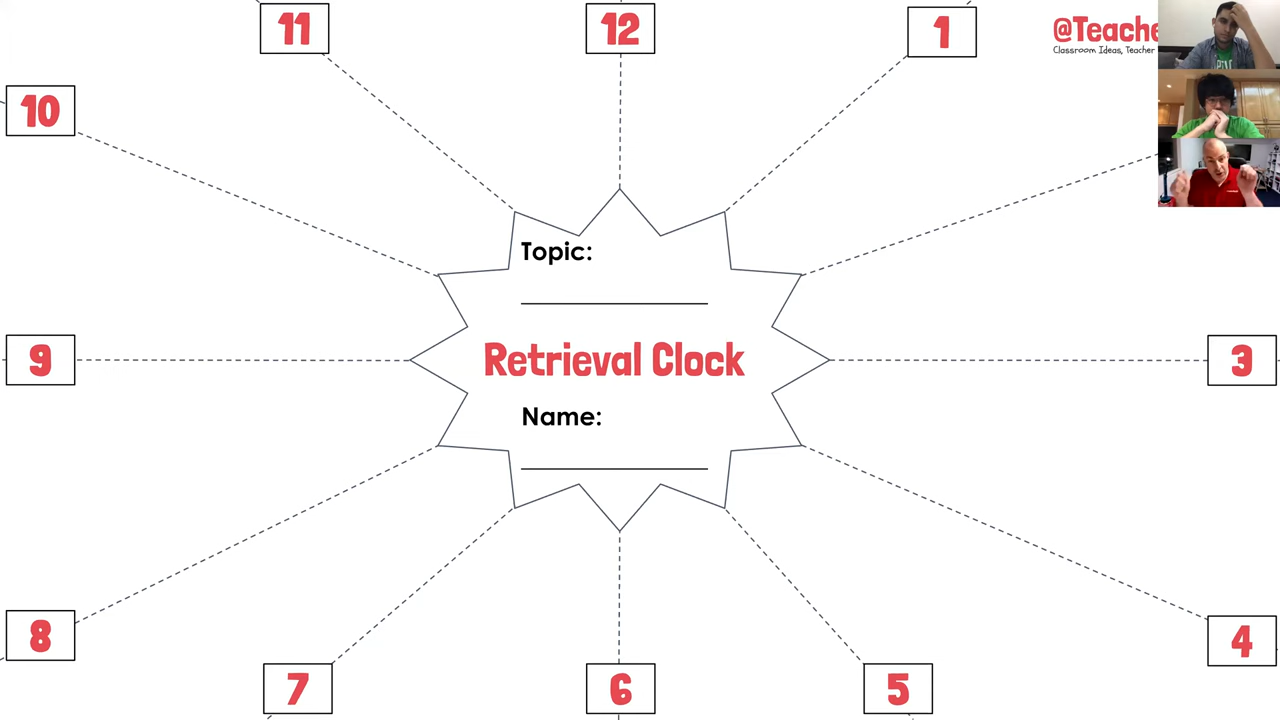 11
12
1
@Teache
Classroom Ideas, Teacher
10
Topic:
9
Retrieval Clock
3
Name:
8
4
7
6
5